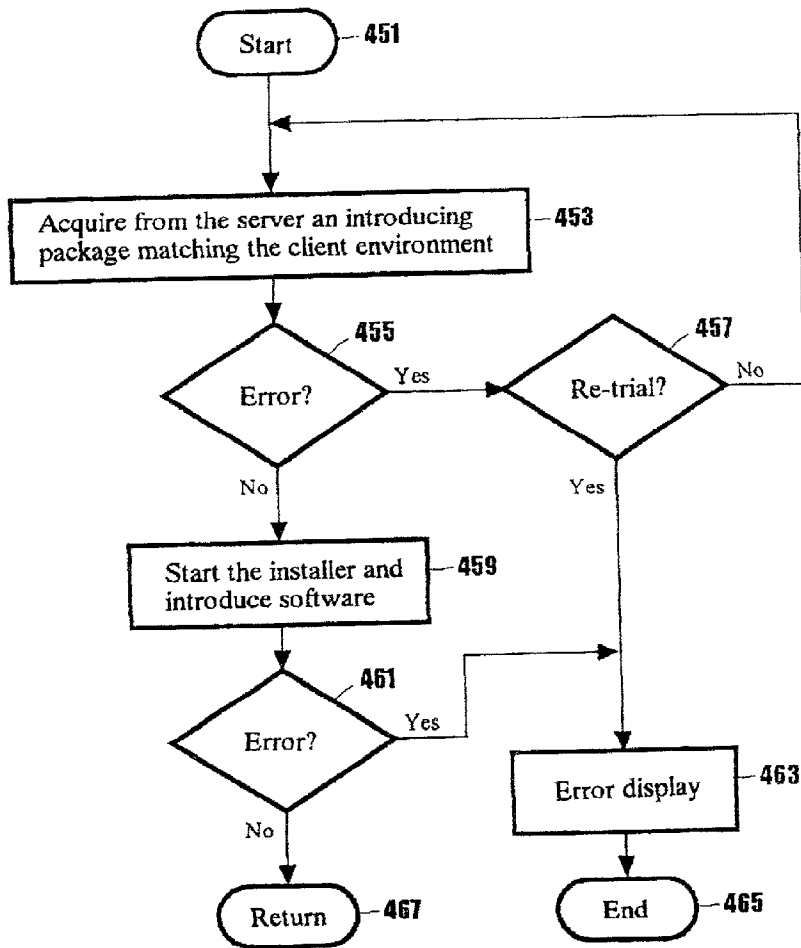 Start
451
Acquire from the server an introducing
package matching the client environment
453
455
Error?
Yes
No
457
Re-trial?
No
Yes
Start the installer and
introduce software
459
461
Error?
Yes
No
Error display
463
Return
467
End
465